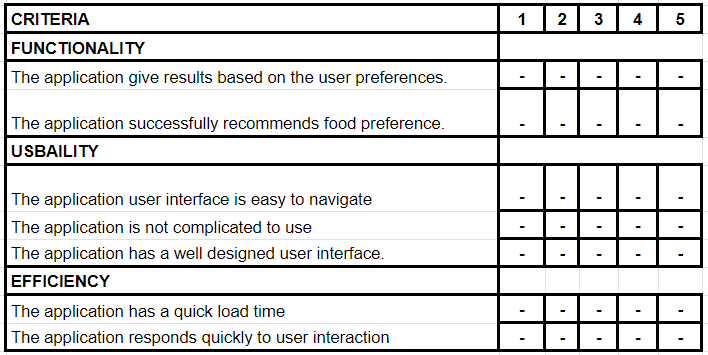 CRITERIA 1 2 3 4 5
FUNCTIONALITY
The application give results based on the user preferences. - - - - -
The application successfully recommends food preference. - - - - -
USBAILITY
The application user interface is easy to navigate - - - - -
The application is not complicated to use - - - - -
The application has a well designed user interface. - - - - -
EFFICIENCY
The application has a quick load time - - - - -
The application responds quickly to user interaction - - - - -